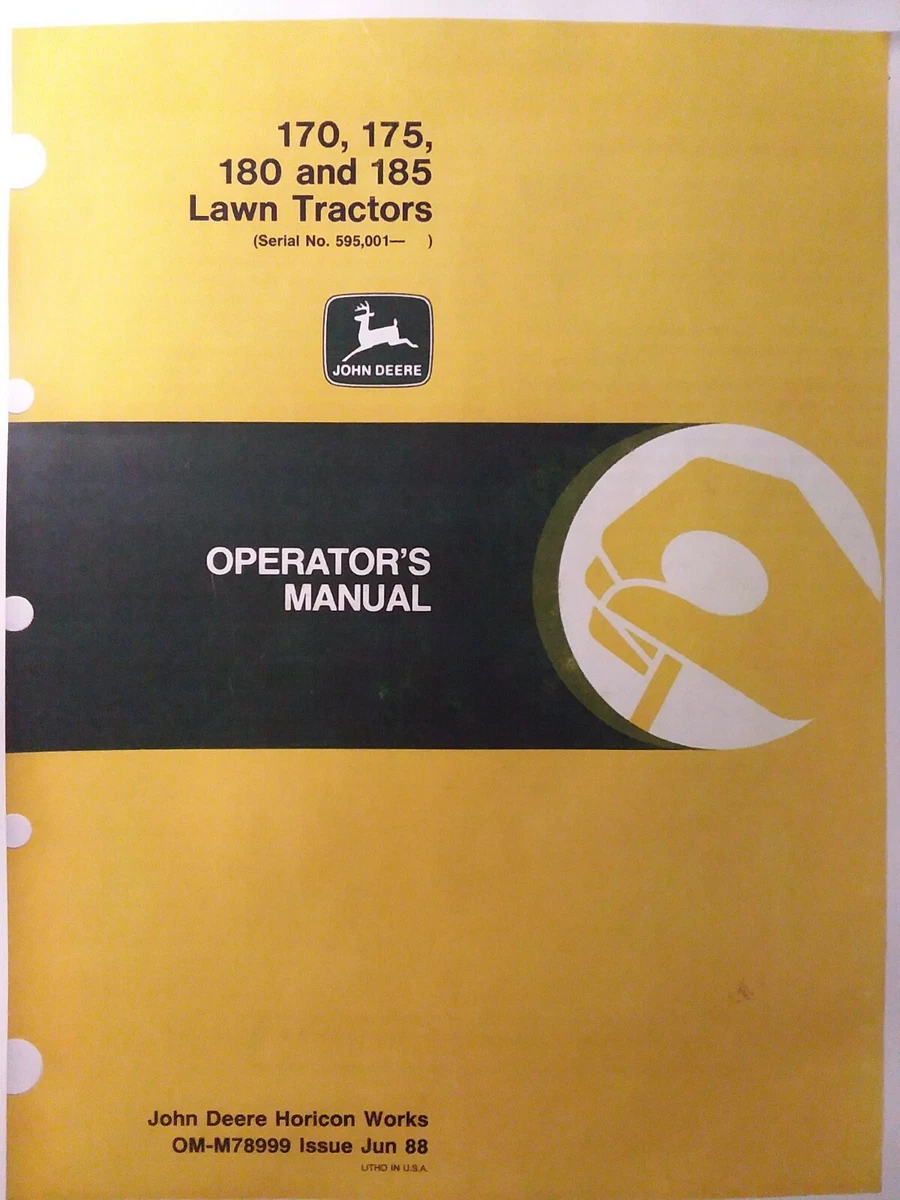 170, 175,
180 and 185
Lawn Tractors
(Serial No. 595,001— )
JOHN DEERE
OPERATOR'S
MANUAL
John Deere Horicon Works
OM-M78999 Issue Jun 88
LITHO IN U.S.A.